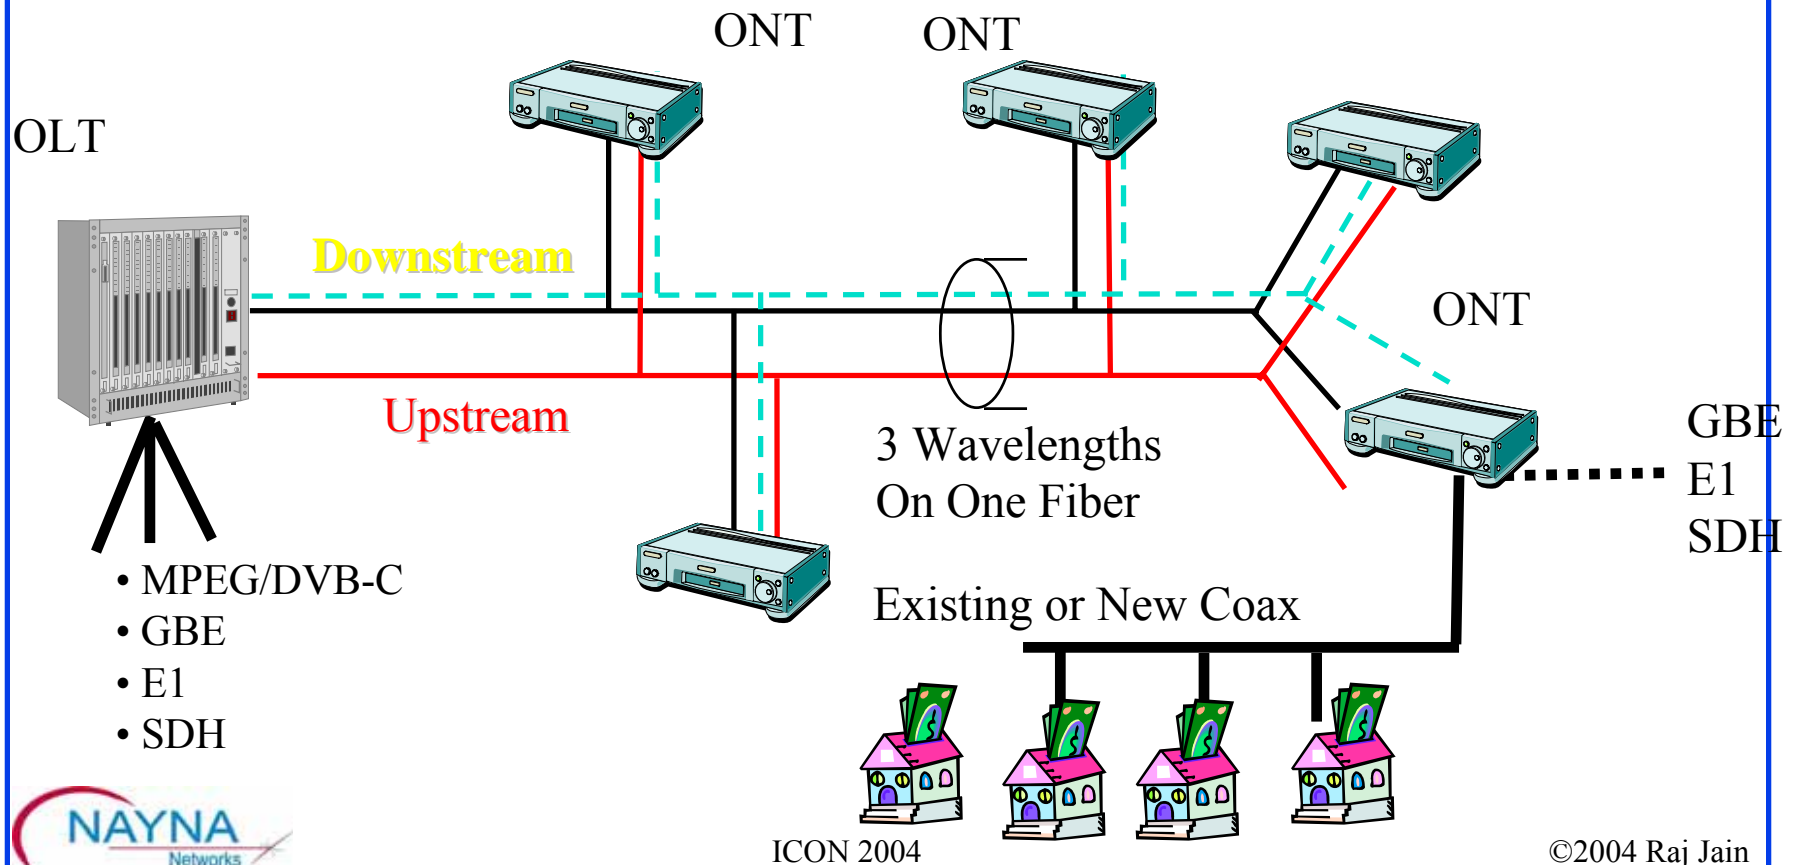 ONT
ONT
OLT
Downstream
ONT
Upstream
3 Wavelengths
On One Fiber
GBE
E1
SDH
• MPEG/DVB-C
• GBE
• E1
• SDH
Existing or New Coax
NAYNA
Networks
ICON 2004
©2004 Raj Jain